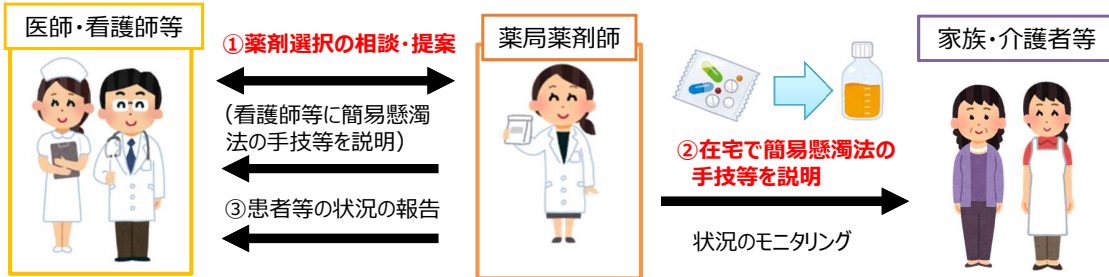 医師・看護師等
①薬剤選択の相談・提案
(看護師等に簡易懸濁
法の手技等を説明)
③患者等の状況の報告
薬局薬剤師
②在宅で簡易懸濁法の
手技等を説明
状況のモニタリング
家族・介護者等